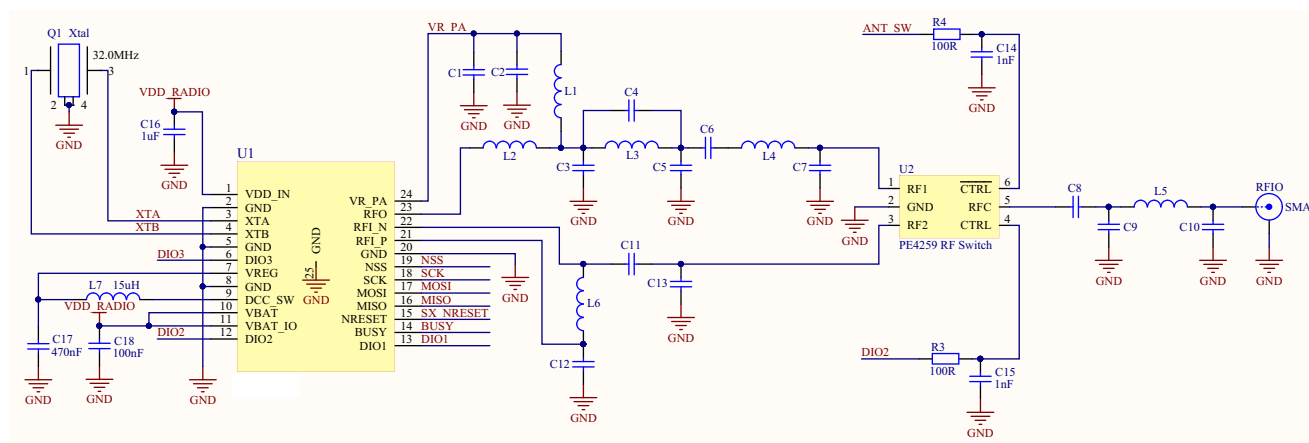 Q1 Xtal
32.0MHz
1
3
2
4
GND
VDD_RADIO
C16
1uF
GND
VR_PA
C1
C2
GND
GND
L1
L2
C4
L3
C3
C5
GND
GND
C6
L4
C7
GND
ANT_SW
R4
100R
C14
1nF
GND
U1
1 VDD_IN
2 GND
XTA 3 XTA
XTB 4 XTB
5 GND
DIO3 6 DIO3
7 VREG
8 GND
9 DCC_SW
10 VBAT
11 VBAT_IO
DIO2 12 DIO2
GND
25
GND
VR_PA 24
RFO 23
RFI_N 22
RFI_P 21
GND 20
NSS 19 NSS
SCK 18 SCK
MOSI 17 MOSI
MISO 16 MISO
NRESET 15 SX_NRESET
BUSY 14 BUSY
DIO1 13 DIO1
GND
L7 15uH
VDD_RADIO
C17
470nF
C18
100nF
GND
GND
GND
C11
C13
GND
L6
C12
GND
U2
1 RF1
2 GND
3 RF2
CTRL 6
RFC 5
CTRL 4
PE4259 RF Switch
GND
C8
C9
GND
L5
C10
GND
RFIO
SMA
GND
DIO2
R3
100R
C15
1nF
GND